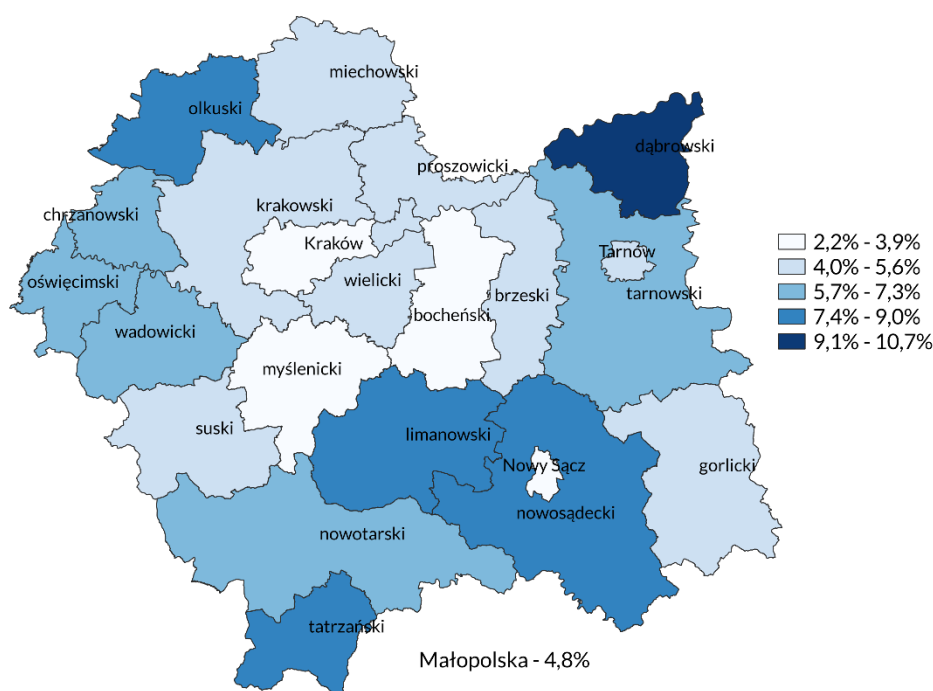 miechowski
olkuski
dąbrowski
proszowicki
chrzanowski
krakowski
Kraków
Tarnów
wielicki
oświęcimski
brzeski
tarnowski
bocheński
wadowicki
myślenicki
suski
limanowski
Nowy Sącz
gorlicki
nowosądecki
nowotarski
tatrzański
2,2% - 3,9%
4,0% - 5,6%
5,7% - 7,3%
7,4% - 9,0%
9,1% - 10,7%
Małopolska - 4,8%